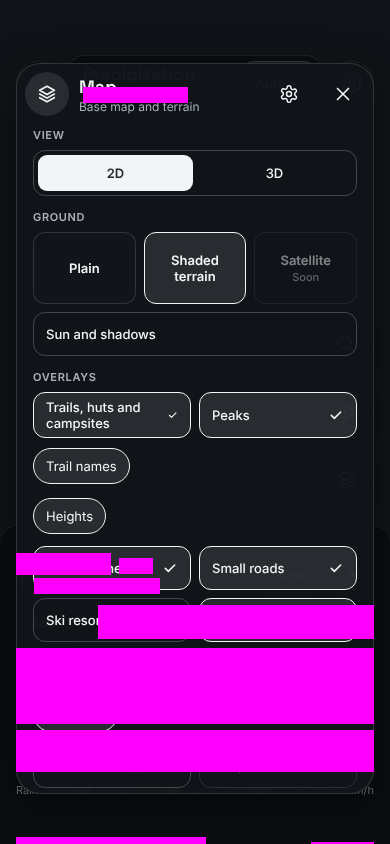 Map
Base map and terrain
VIEW
2D
3D
GROUND
Plain
Shaded
terrain
Satellite
Soon
Sun and shadows
OVERLAYS
Trails, huts and
campsites
Peaks
Trail names
Heights
Small roads
Ski